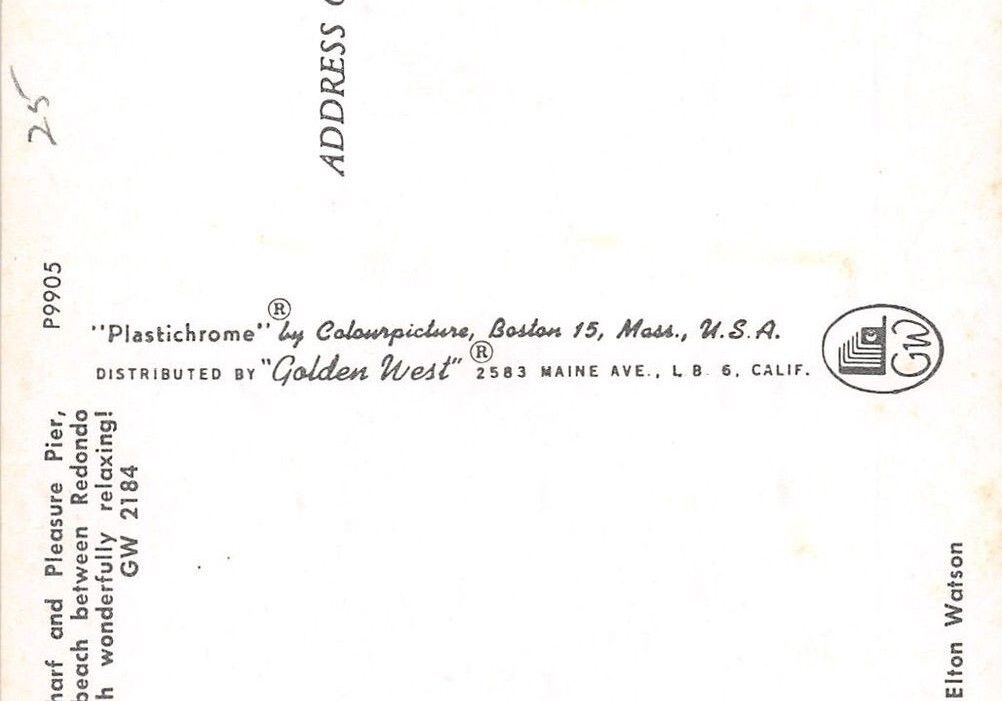 25
ADDRESS
P9905
"Plastichrome"® by Colourpicture, Boston 15, Mass., U.S.A.
DISTRIBUTED BY "Golden West"® 2583 MAINE AVE., L B 6, CALIF.
GW
and Pleasure Pier,
beach between Redondo
wonderfully relaxing!
GW 2184
Elton Watson